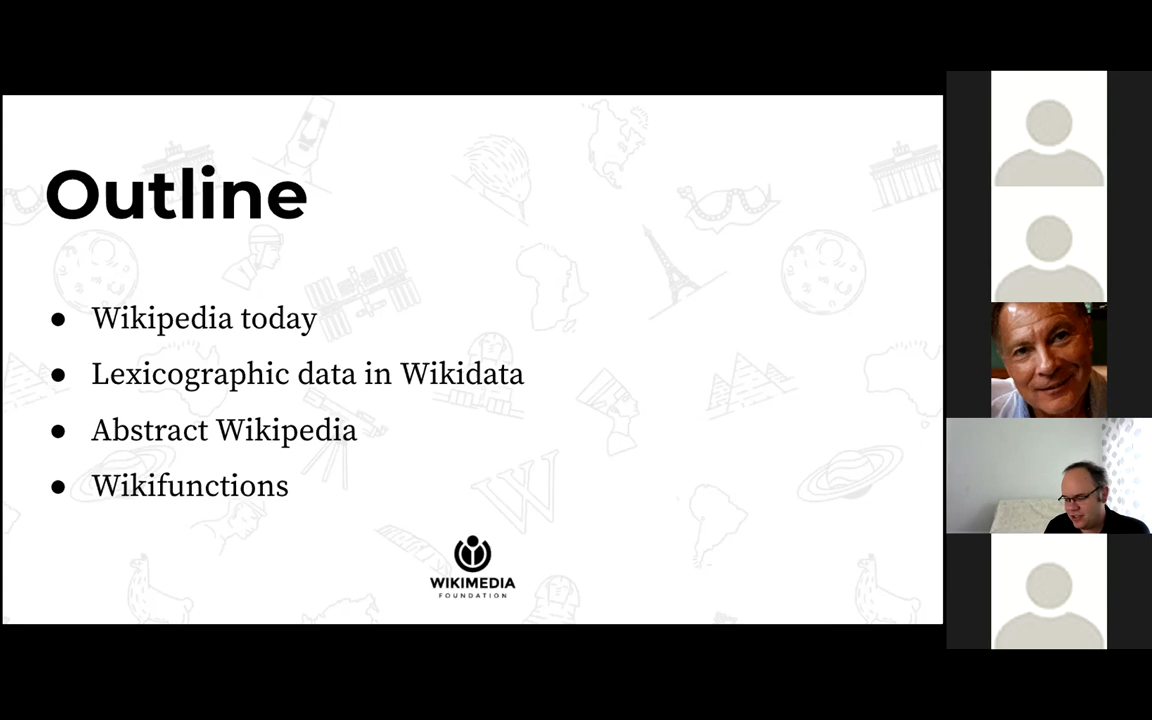 Outline
● Wikipedia today
● Lexicographic data in Wikidata
● Abstract Wikipedia
● Wikifunctions
W
WIKIMEDIA
FOUNDATION